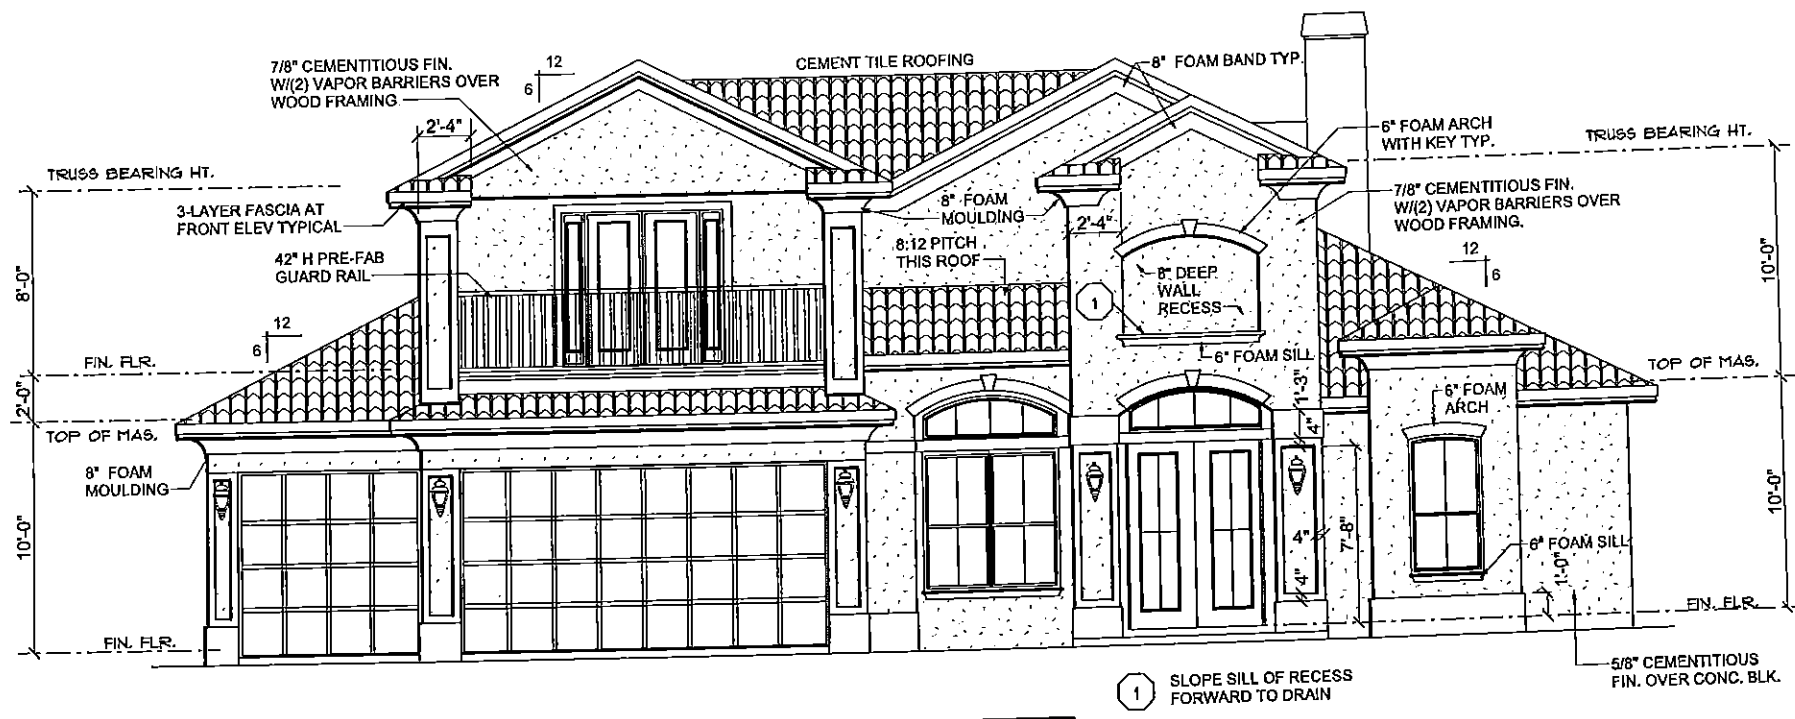 7/8" CEMENTITIOUS FIN.
W/(2) VAPOR BARRIERS OVER
WOOD FRAMING
12
6
CEMENT TILE ROOFING
8" FOAM BAND TYP.
2'-4"
6" FOAM ARCH
WITH KEY TYP.
TRUSS BEARING HT.
TRUSS BEARING HT.
3-LAYER FASCIA AT
FRONT ELEV TYPICAL
8" FOAM
MOULDING
7/8" CEMENTITIOUS FIN.
W/(2) VAPOR BARRIERS OVER
WOOD FRAMING.
2'-4"
42" H PRE-FAB
GUARD RAIL
8:12 PITCH
THIS ROOF
8" DEEP
WALL
RECESS
1
12
6
8'-0"
10'-0"
12
6
6" FOAM SILL
FIN. FLR.
TOP OF MAS.
2'-0"
1'-3"
6" FOAM
ARCH
TOP OF MAS.
4"
8" FOAM
MOULDING
10'-0"
4"
7'-8"
4"
6" FOAM SILL
1'-0"
10'-0"
FIN. FLR.
FIN. FLR.
5/8" CEMENTITIOUS
FIN. OVER CONC. BLK.
1
SLOPE SILL OF RECESS
FORWARD TO DRAIN